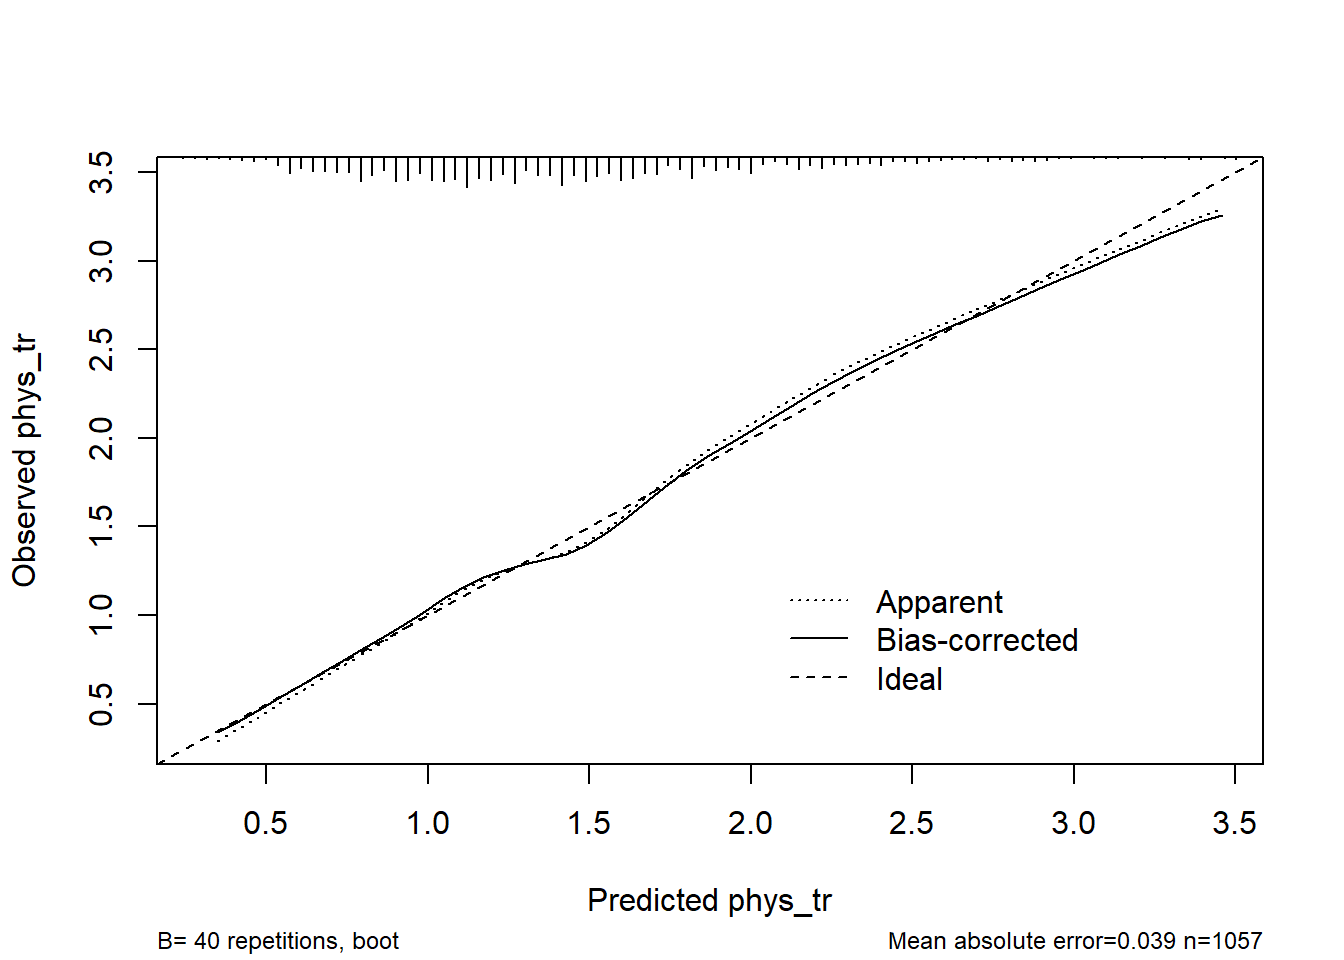 3.5
3.0
2.5
2.0
1.5
1.0
0.5
Observed phys_tr
Apparent
Bias-corrected
Ideal
0.5 1.0 1.5 2.0 2.5 3.0 3.5
Predicted phys_tr
B= 40 repetitions, boot
Mean absolute error=0.039 n=1057